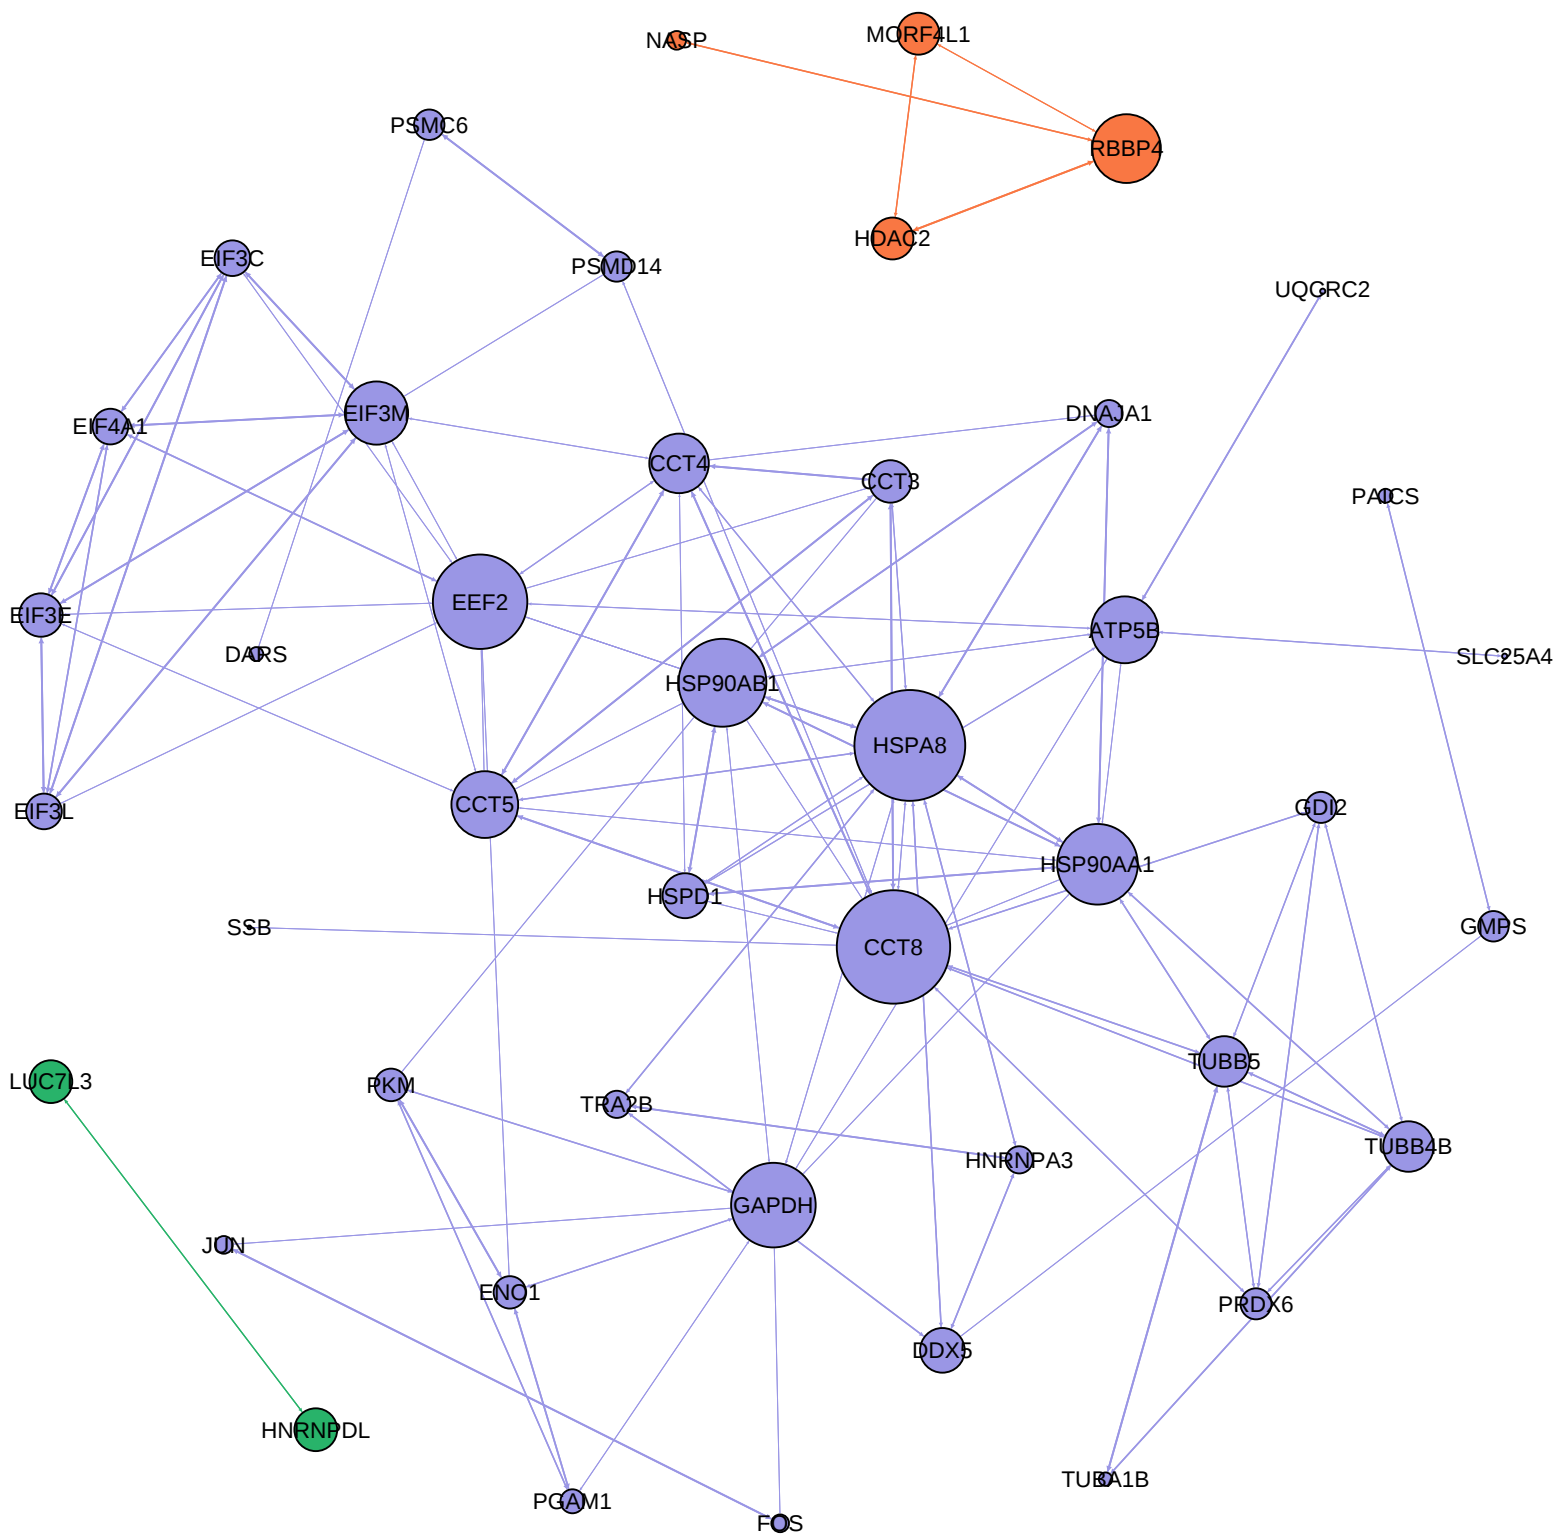 MORF4L1
NASP
PSMC6
RBBP4
HDAC2
EIF3C
PSMD14
UQCRC2
EIF3M
DNAJA1
EIF4A1
CCT4
CCT3
PAICS
EEF2
EIF3E
ATP5B
DARS
SLC25A4
HSP90AB1
HSPA8
CCT5
GDI2
EIF3L
HSP90AA1
HSPD1
SSB
GMPS
CCT8
TUBB5
LUC7L3
PKM
TRA2B
TUBB4B
HNRNPA3
GAPDH
JUN
ENO1
PRDX6
DDX5
HNRNPDL
TUBA1B
PGAM1
FOS